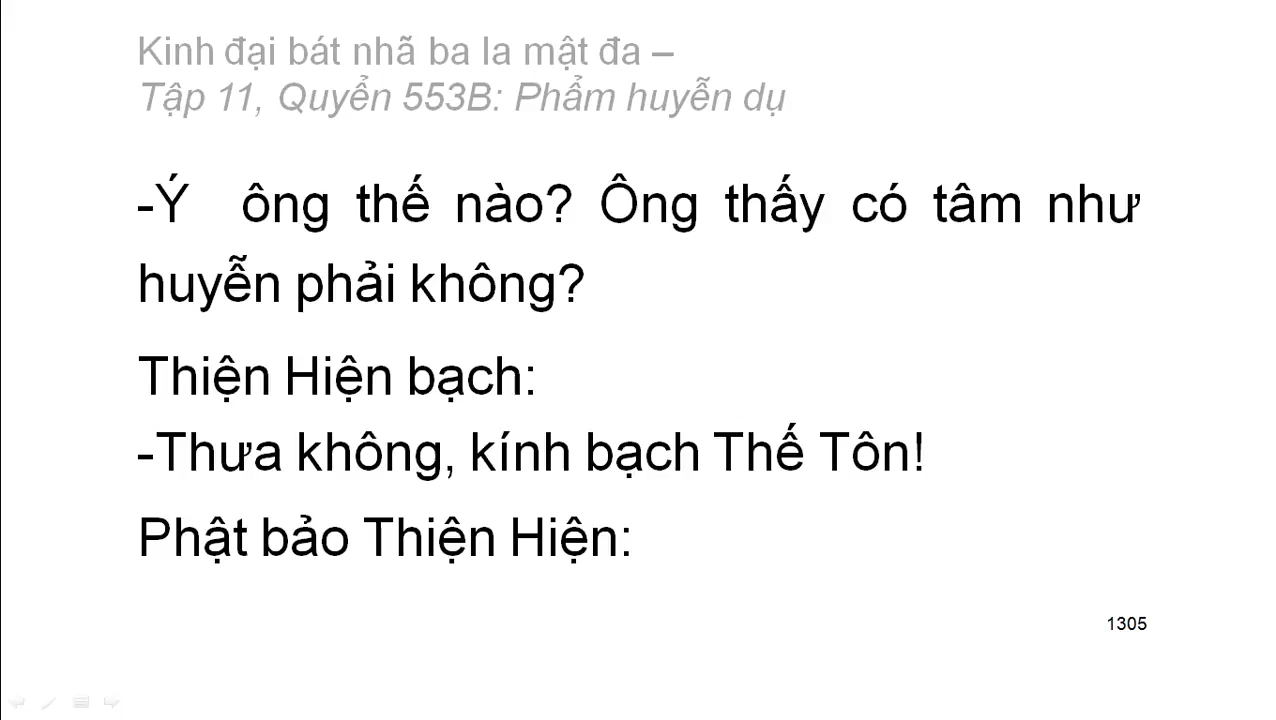 Kinh đại bát nhã ba la mật đa –
Tập 11, Quyển 553B: Phẩm huyễn dụ
-Ý ông thế nào? Ông thấy có tâm như
huyễn phải không?
Thiện Hiện bạch:
-Thưa không, kính bạch Thế Tôn!
Phật bảo Thiện Hiện:
1305